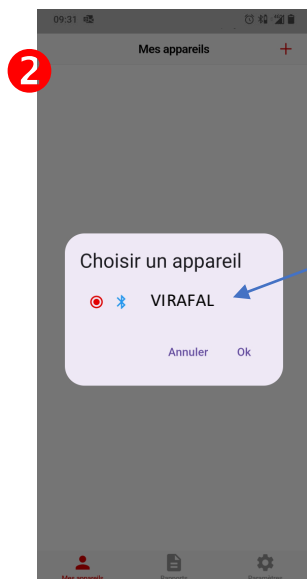 09:31
Mes appareils +
2
Choisir un appareil
VIRAFAL
Annuler Ok
Mes appareils